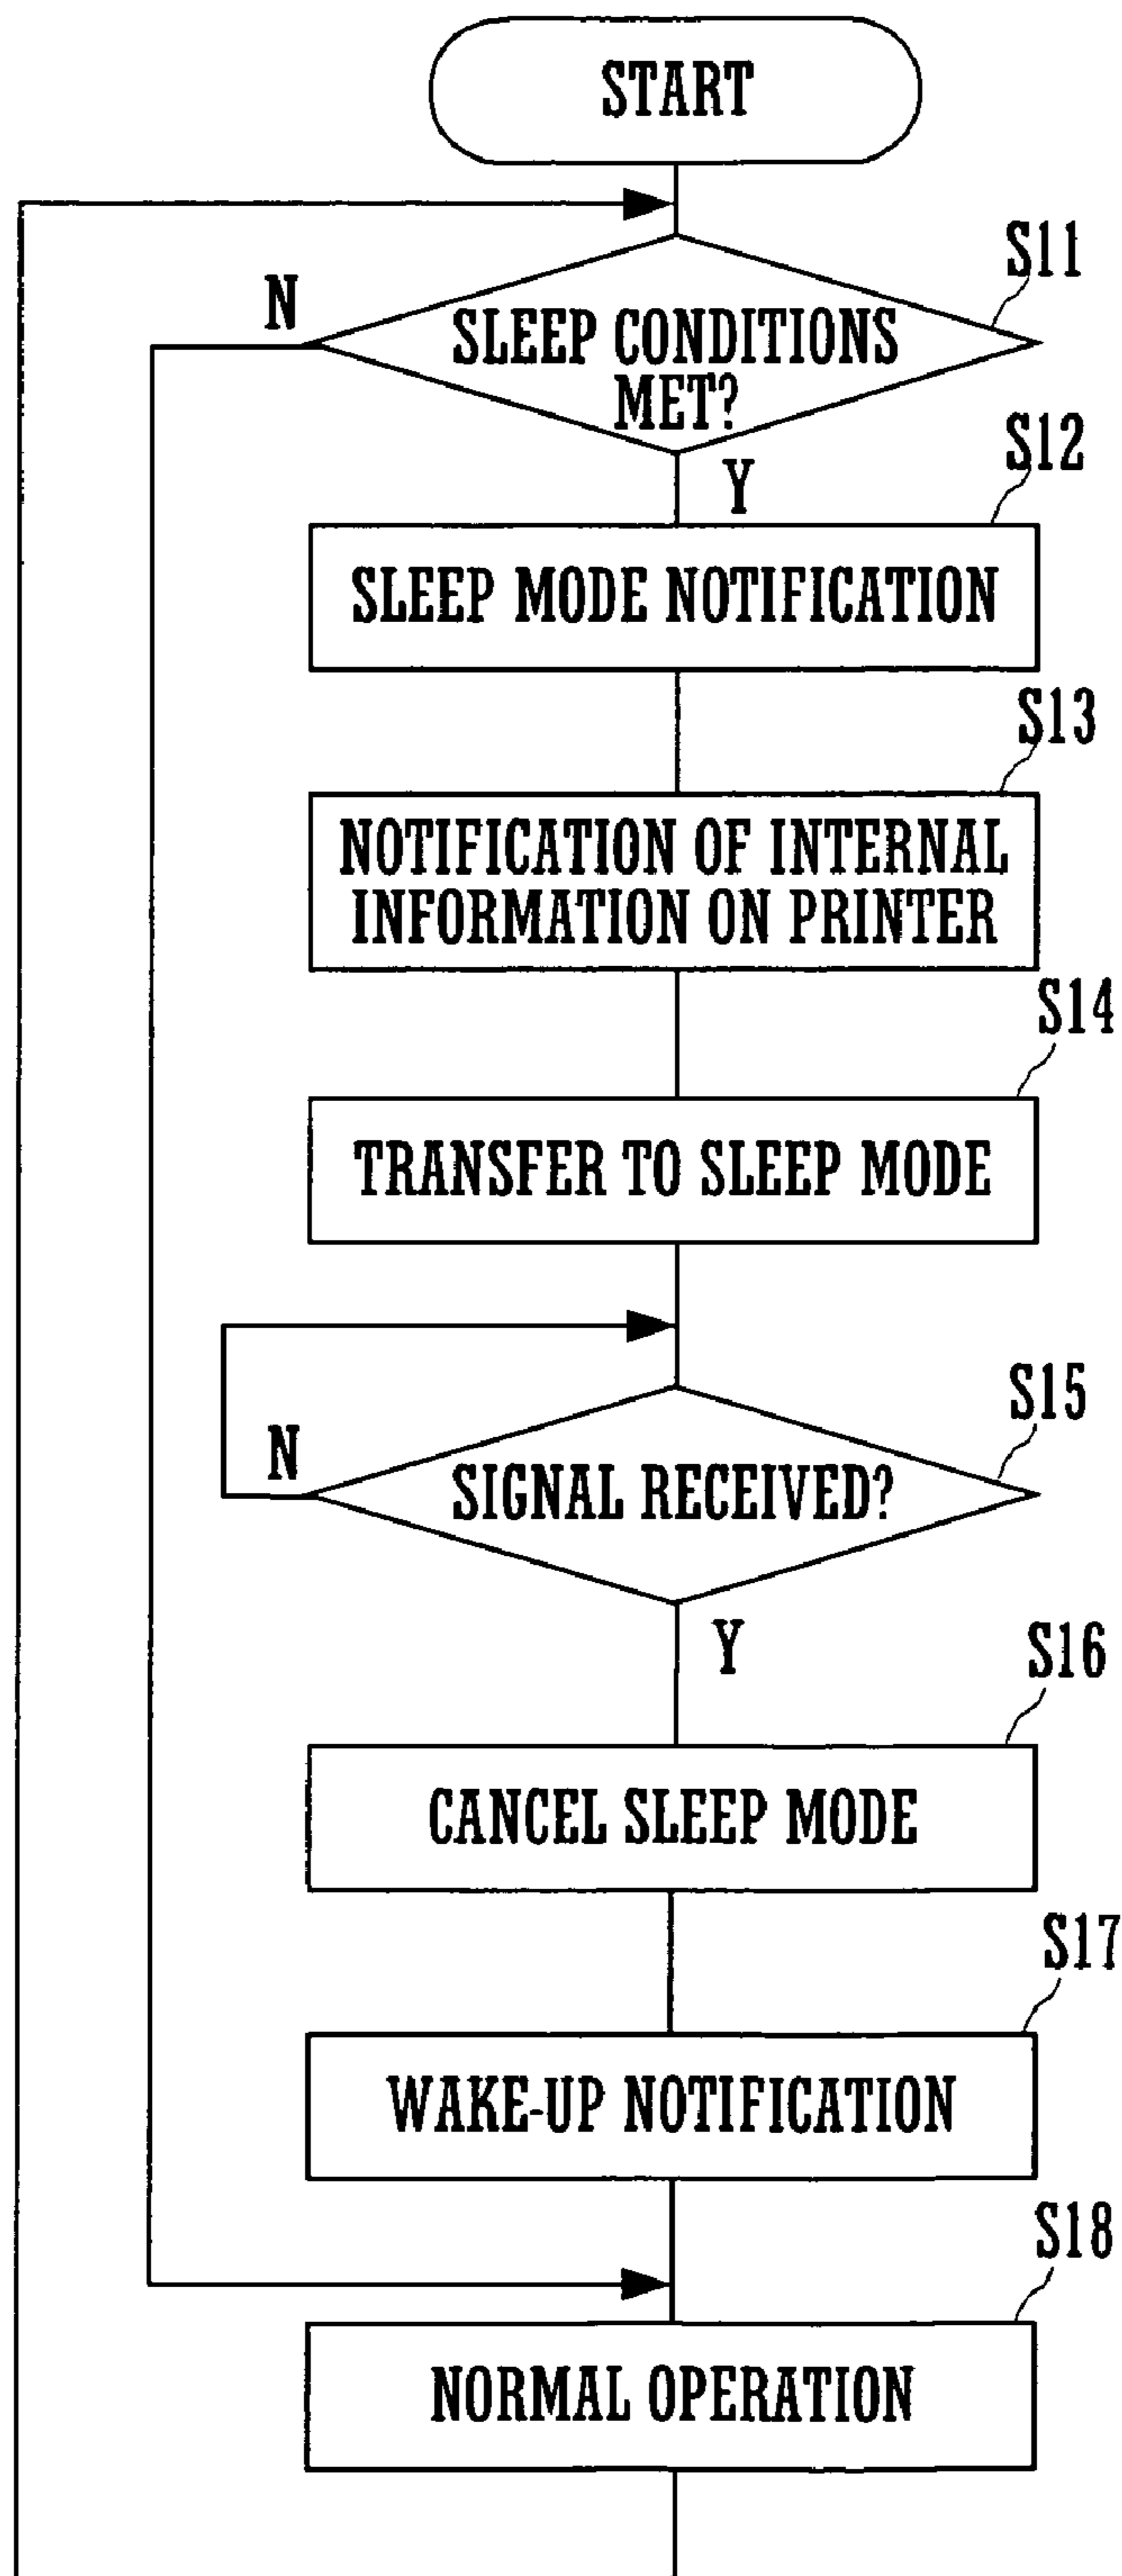 START
S11
N
SLEEP CONDITIONS
MET?
S12
Y
SLEEP MODE NOTIFICATION
S13
NOTIFICATION OF INTERNAL
INFORMATION ON PRINTER
S14
TRANSFER TO SLEEP MODE
S15
N
SIGNAL RECEIVED?
Y
S16
CANCEL SLEEP MODE
S17
WAKE-UP NOTIFICATION
S18
NORMAL OPERATION